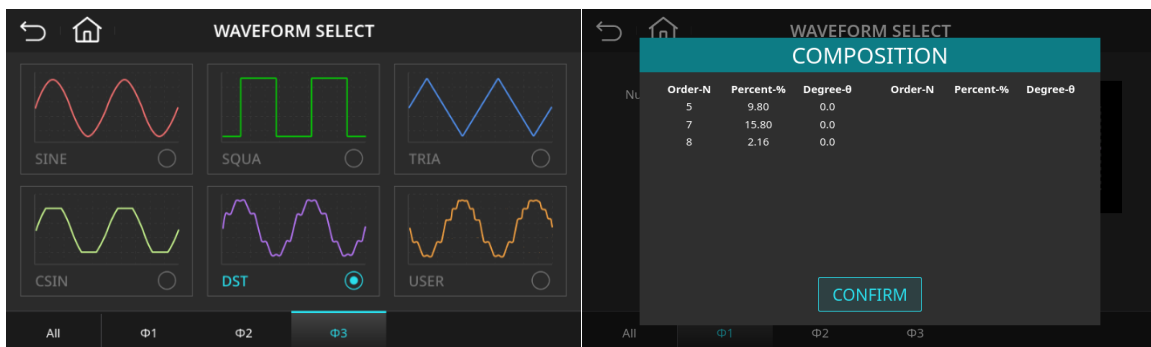 WAVEFORM SELECT
SINE
SQUA
TRIA
CSIN
DST
USER
All Φ1 Φ2 Φ3
WAVEFORM SELECT
COMPOSITION
Nu
Order-N Percent-% Degree-θ Order-N Percent-% Degree-θ
5 9.80 0.0
7 15.80 0.0
8 2.16 0.0
CONFIRM
All Φ1 Φ2 Φ3